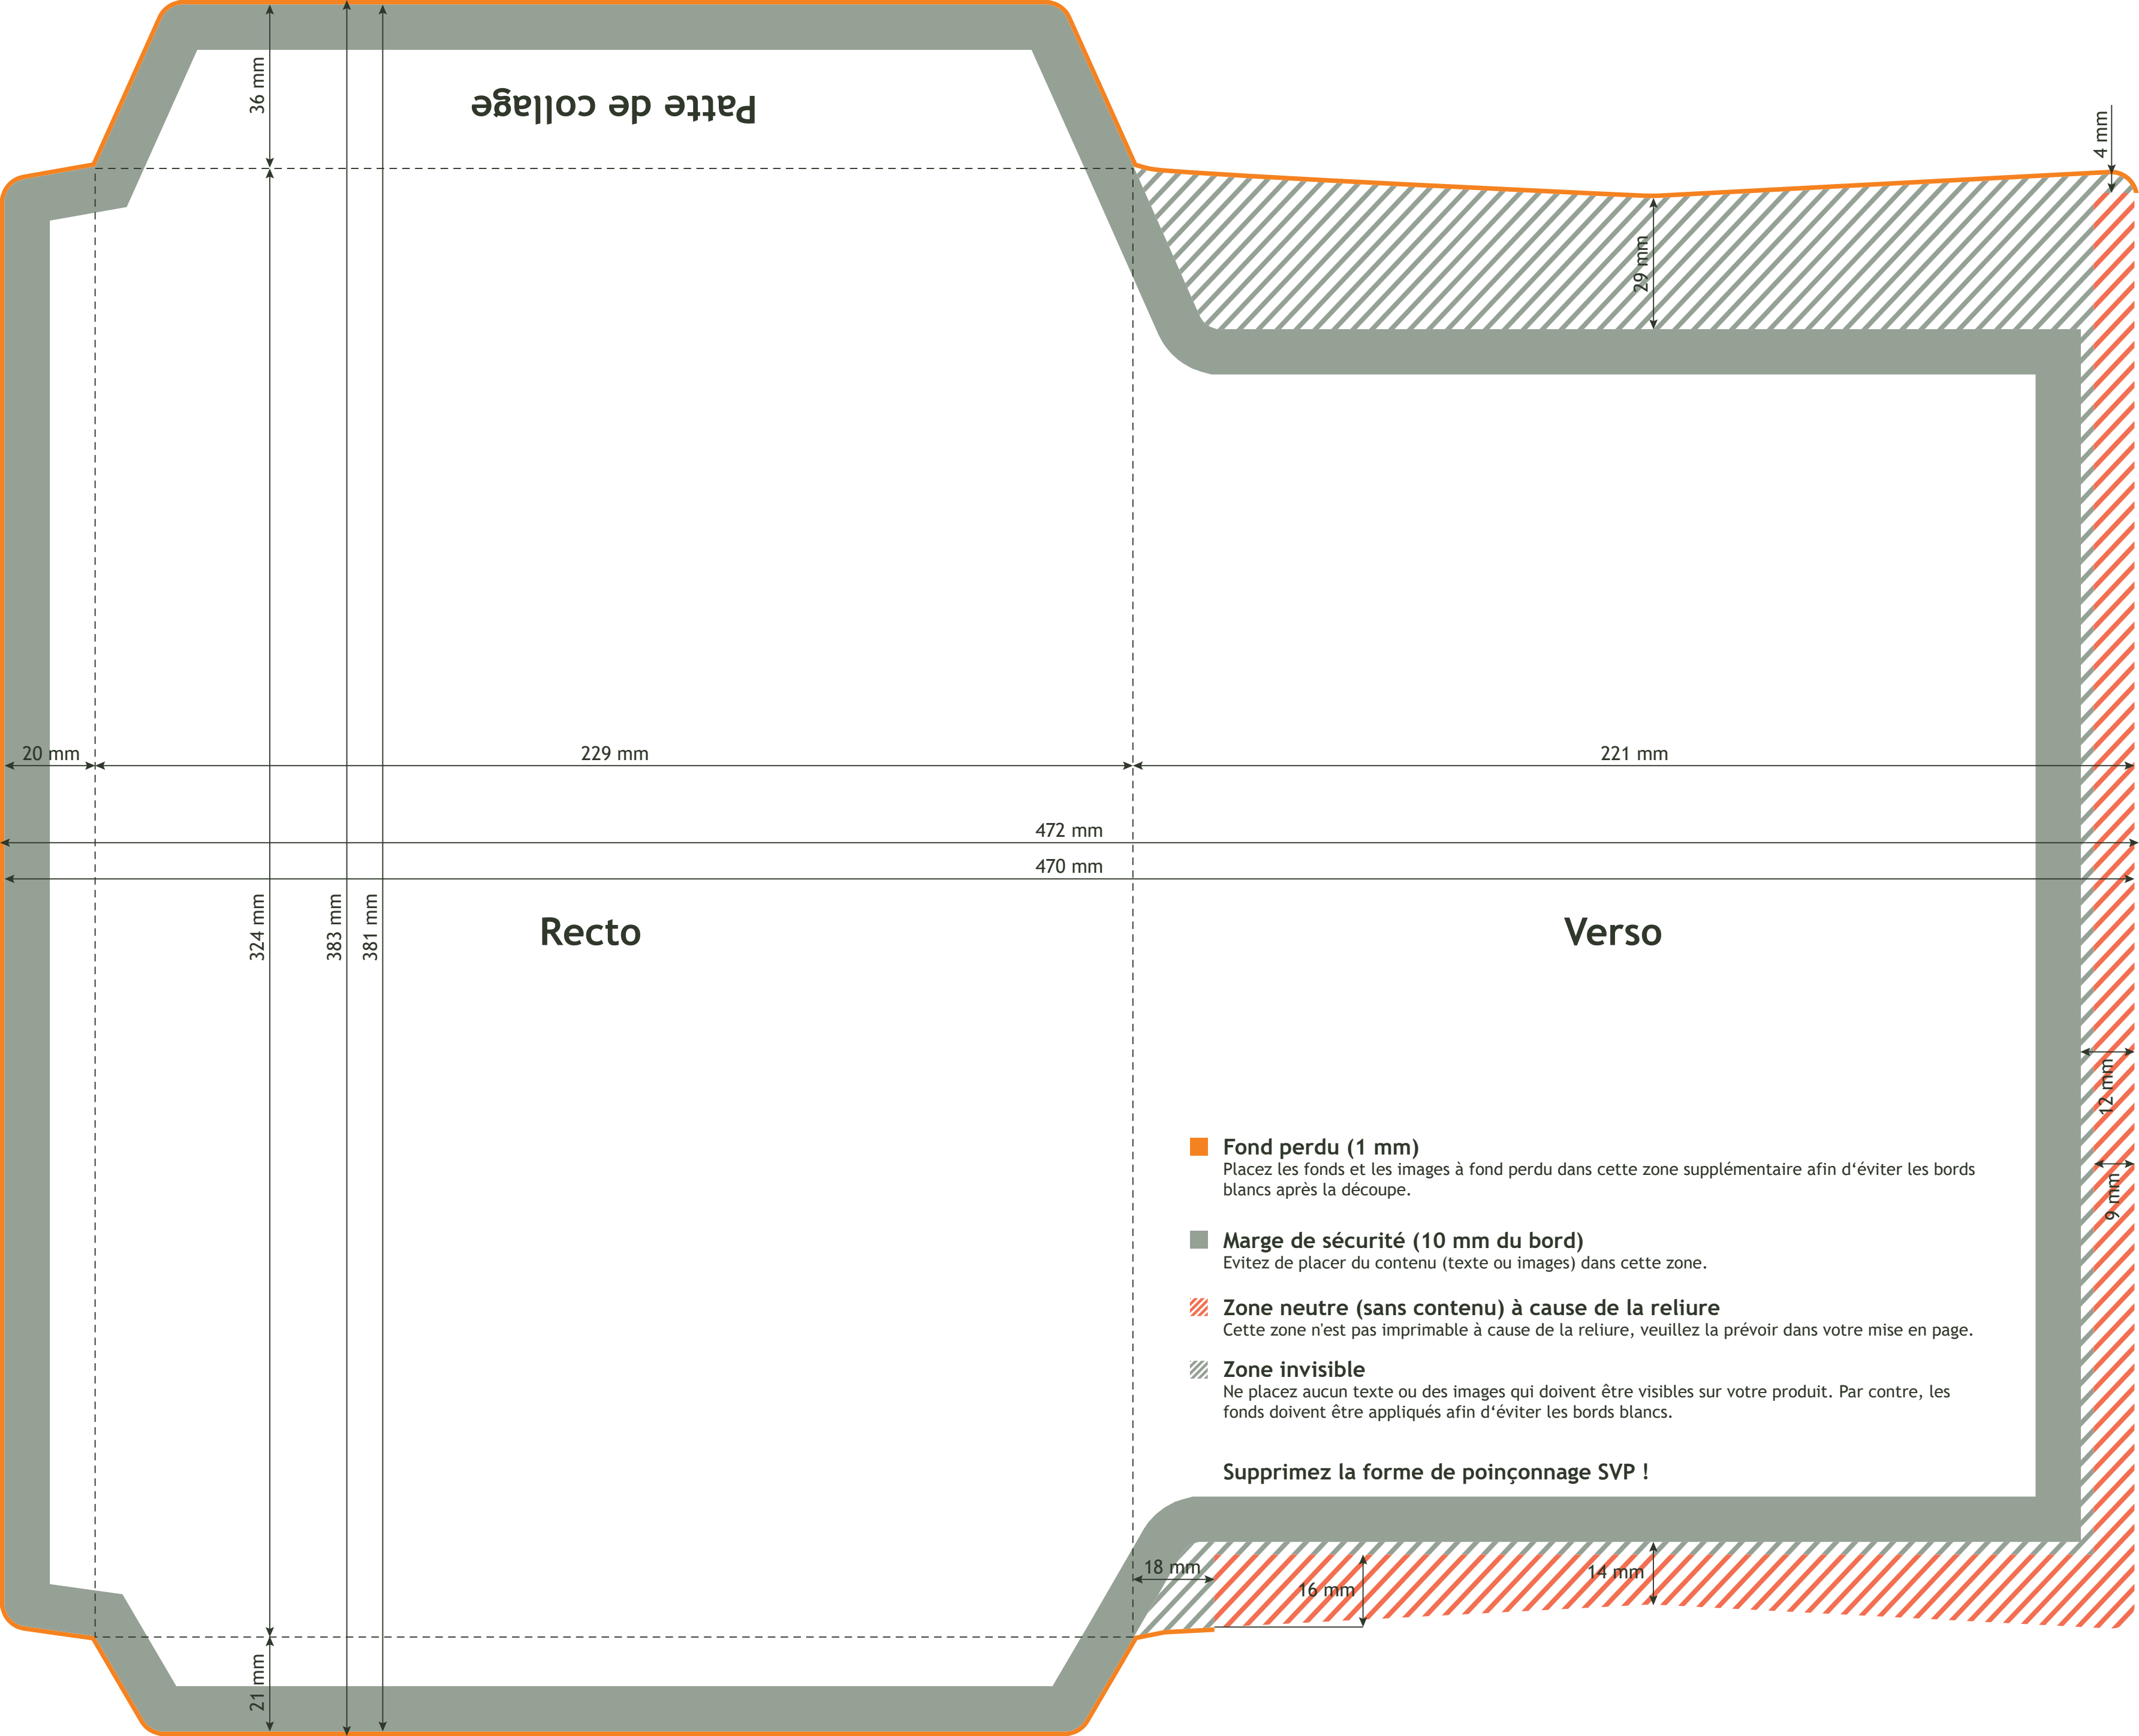 36 mm
Patte de collage
4 mm
29 mm
20 mm
229 mm
221 mm
472 mm
470 mm
324 mm
383 mm
381 mm
Recto
Verso
12 mm
9 mm
Fond perdu (1 mm)
Placez les fonds et les images à fond perdu dans cette zone supplémentaire afin d‘éviter les bords
blancs après la découpe.
Marge de sécurité (10 mm du bord)
Evitez de placer du contenu (texte ou images) dans cette zone.
Zone neutre (sans contenu) à cause de la reliure
Cette zone n'est pas imprimable à cause de la reliure, veuillez la prévoir dans votre mise en page.
Zone invisible
Ne placez aucun texte ou des images qui doivent être visibles sur votre produit. Par contre, les
fonds doivent être appliqués afin d‘éviter les bords blancs.
Supprimez la forme de poinçonnage SVP !
18 mm
16 mm
14 mm
21 mm